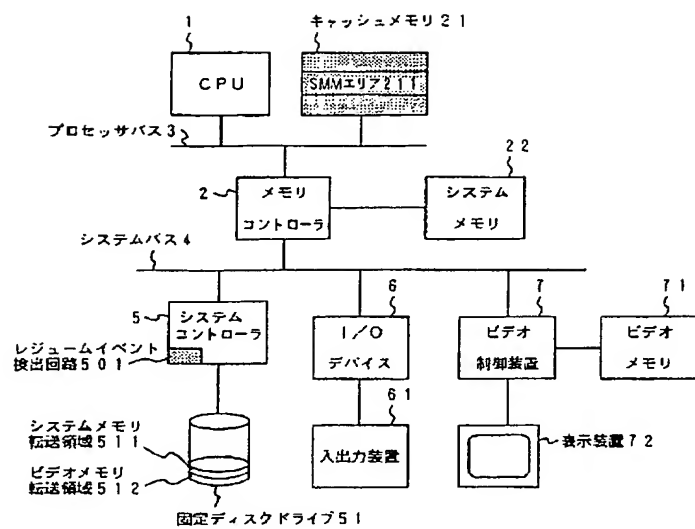 1
キャッシュメモリ21
CPU
SMMエリア211
プロセッサバス3
22
2
メモリ
コントローラ
システム
メモリ
システムバス4
5
システム
コントローラ
6
I/O
デバイス
7
ビデオ
制御装置
71
ビデオ
メモリ
レジュームイベント
検出回路501
61
入出力装置
システムメモリ
転送領域511
ビデオメモリ
転送領域512
表示装置72
固定ディスクドライブ51